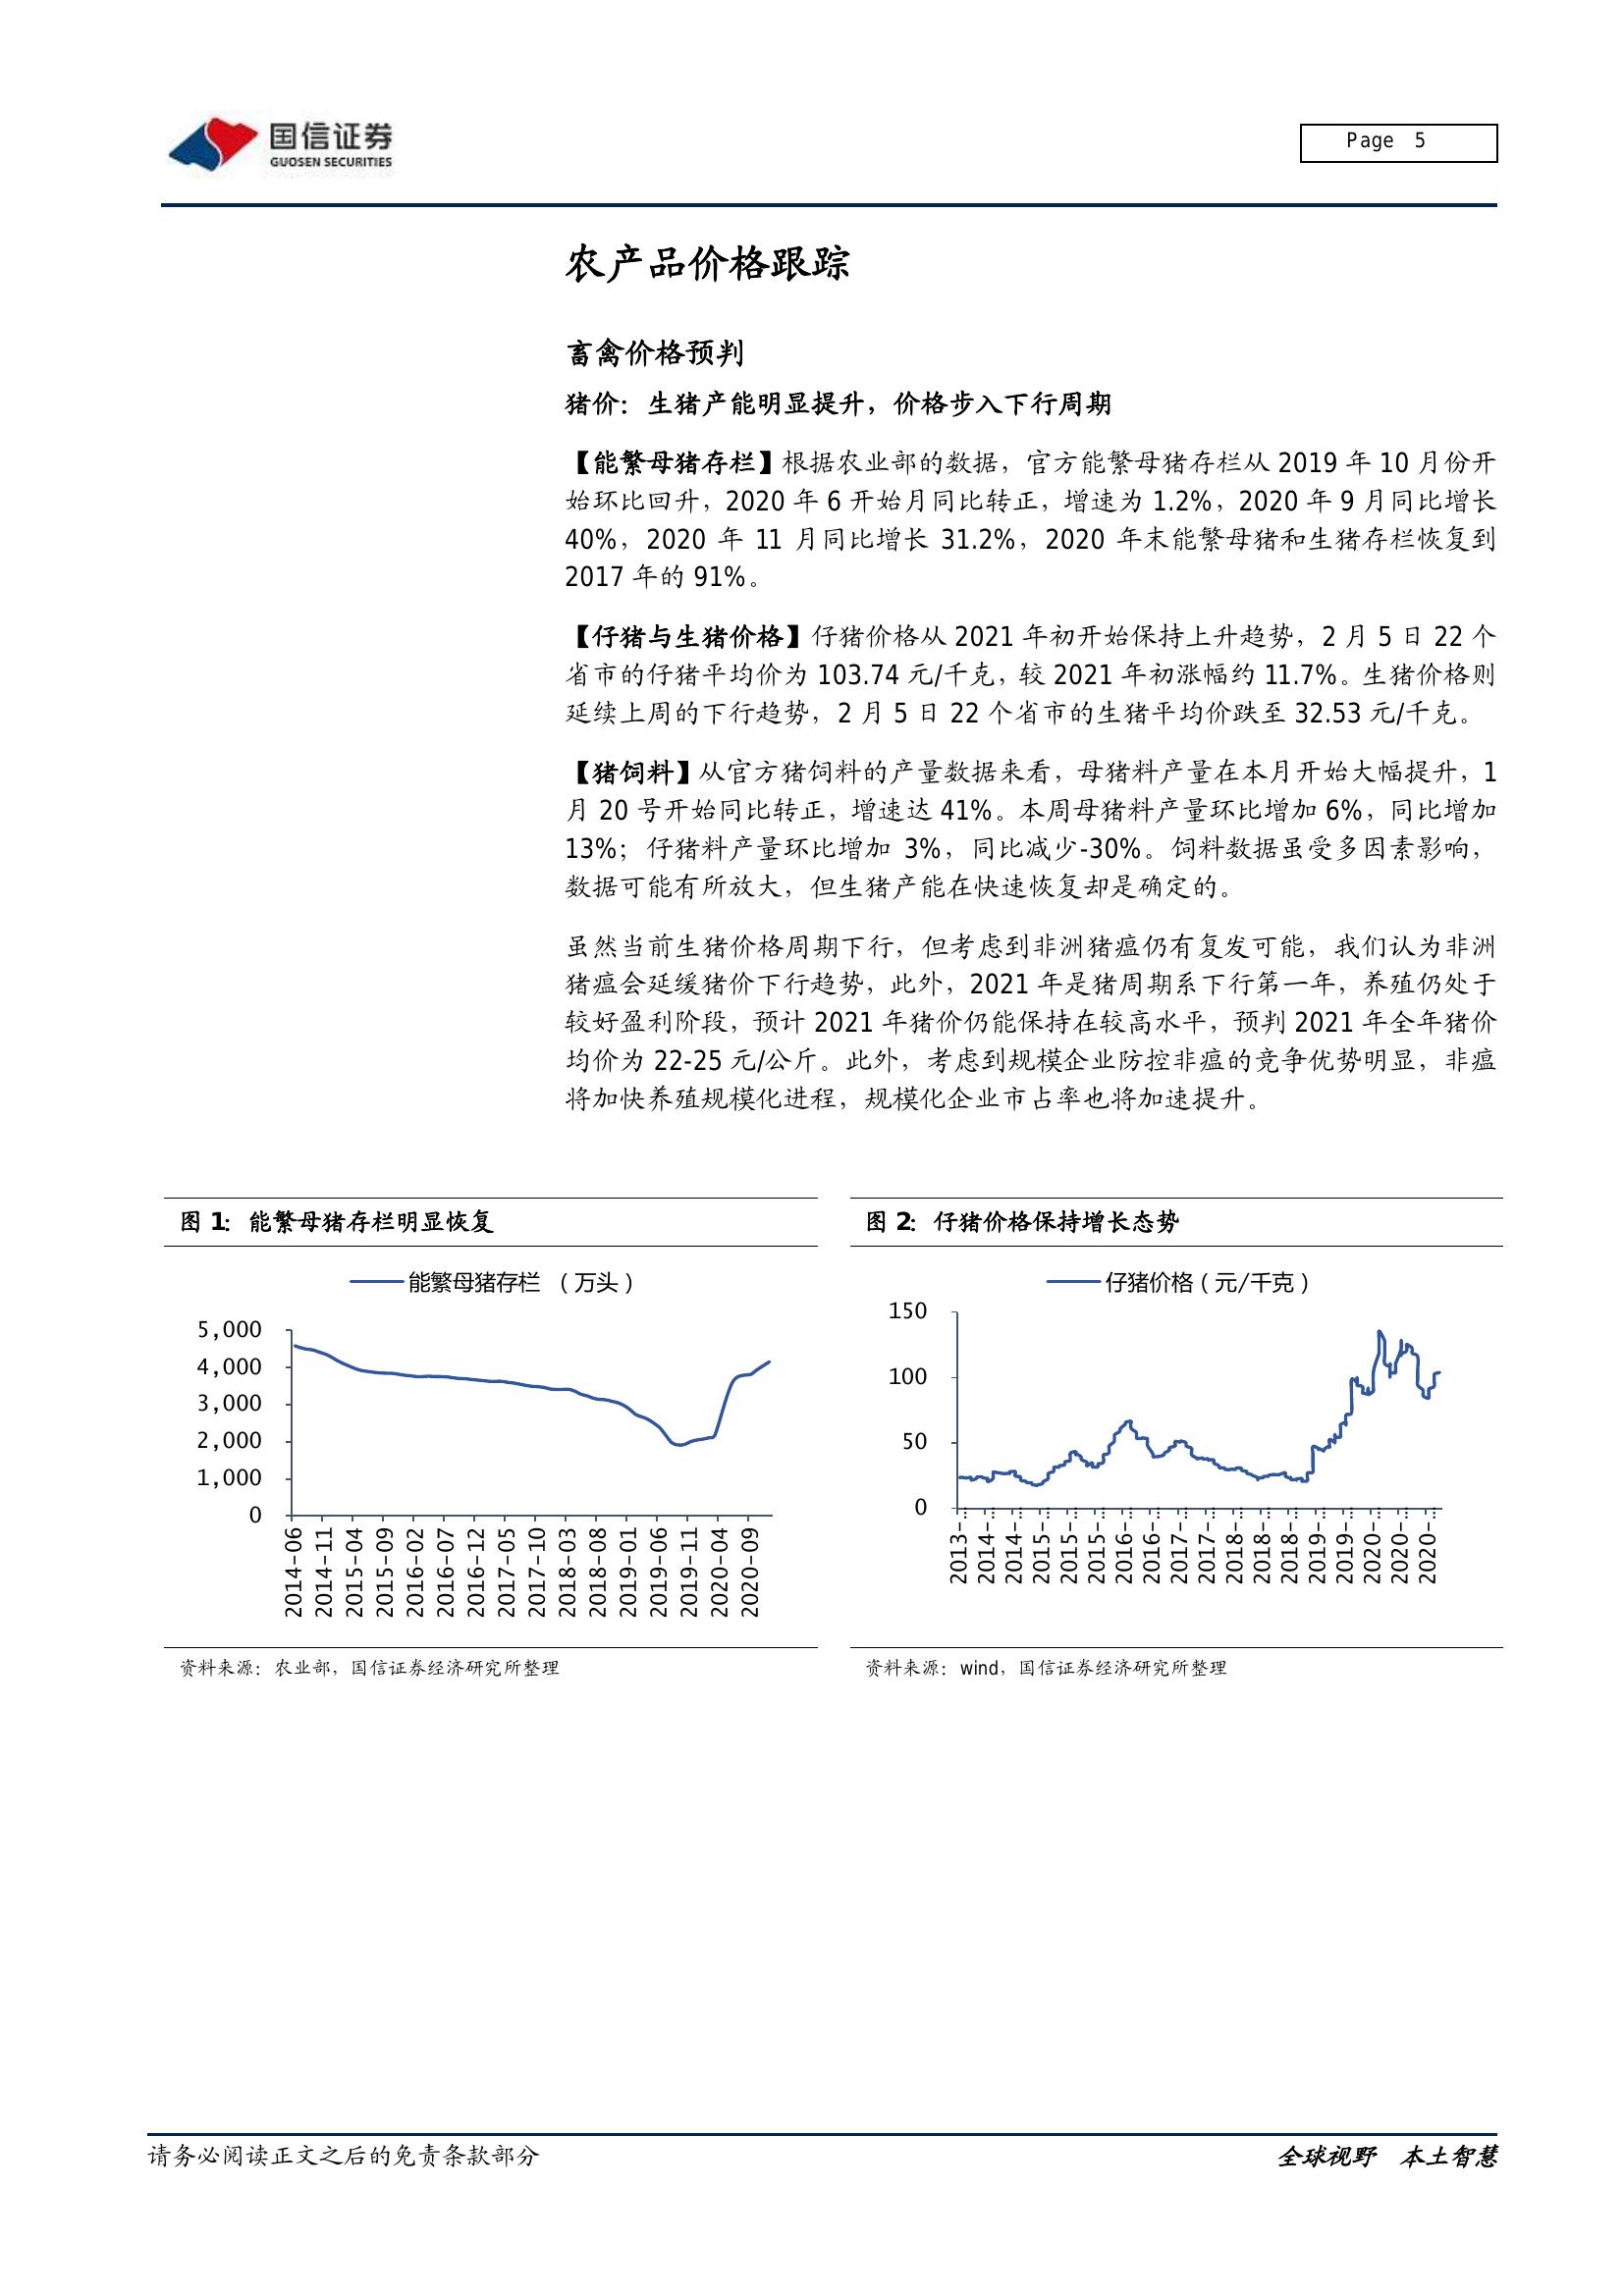 国信证券
GUOSEN SECURITIES
Page 5
农产品价格跟踪
畜禽价格预判
猪价：生猪产能明显提升，价格步入下行周期
【能繁母猪存栏】根据农业部的数据，官方能繁母猪存栏从 2019 年 10 月份开
始环比回升，2020 年 6 开始月同比转正，增速为 1.2%，2020 年 9 月同比增长
40%，2020 年 11 月同比增长 31.2%，2020 年末能繁母猪和生猪存栏恢复到
2017 年的 91%。
【仔猪与生猪价格】仔猪价格从 2021 年初开始保持上升趋势，2 月 5 日 22 个
省市的仔猪平均价为 103.74 元/千克，较 2021 年初涨幅约 11.7%。生猪价格则
延续上周的下行趋势，2 月 5 日 22 个省市的生猪平均价跌至 32.53 元/千克。
【猪饲料】从官方猪饲料的产量数据来看，母猪料产量在本月开始大幅提升，1
月 20 号开始同比转正，增速达 41%。本周母猪料产量环比增加 6%，同比增加
13%；仔猪料产量环比增加 3%，同比减少-30%。饲料数据虽受多因素影响，
数据可能有所放大，但生猪产能在快速恢复却是确定的。
虽然当前生猪价格周期下行，但考虑到非洲猪瘟仍有复发可能，我们认为非洲
猪瘟会延缓猪价下行趋势，此外，2021 年是猪周期系下行第一年，养殖仍处于
较好盈利阶段，预计 2021 年猪价仍能保持在较高水平，预判 2021 年全年猪价
均价为 22-25 元/公斤。此外，考虑到规模企业防控非瘟的竞争优势明显，非瘟
将加快养殖规模化进程，规模化企业市占率也将加速提升。
图 1：能繁母猪存栏明显恢复
能繁母猪存栏 （万头）
5,000
4,000
3,000
2,000
1,000
0
2014-06
2014-11
2015-04
2015-09
2016-02
2016-07
2016-12
2017-05
2017-10
2018-03
2018-08
2019-01
2019-06
2019-11
2020-04
2020-09
资料来源：农业部，国信证券经济研究所整理
图 2：仔猪价格保持增长态势
仔猪价格（元/千克）
150
100
50
0
2013-…
2014-…
2014-…
2015-…
2015-…
2015-…
2016-…
2016-…
2017-…
2017-…
2018-…
2018-…
2018-…
2019-…
2019-…
2020-…
2020-…
2020-…
资料来源：wind，国信证券经济研究所整理
请务必阅读正文之后的免责条款部分
全球视野 本土智慧